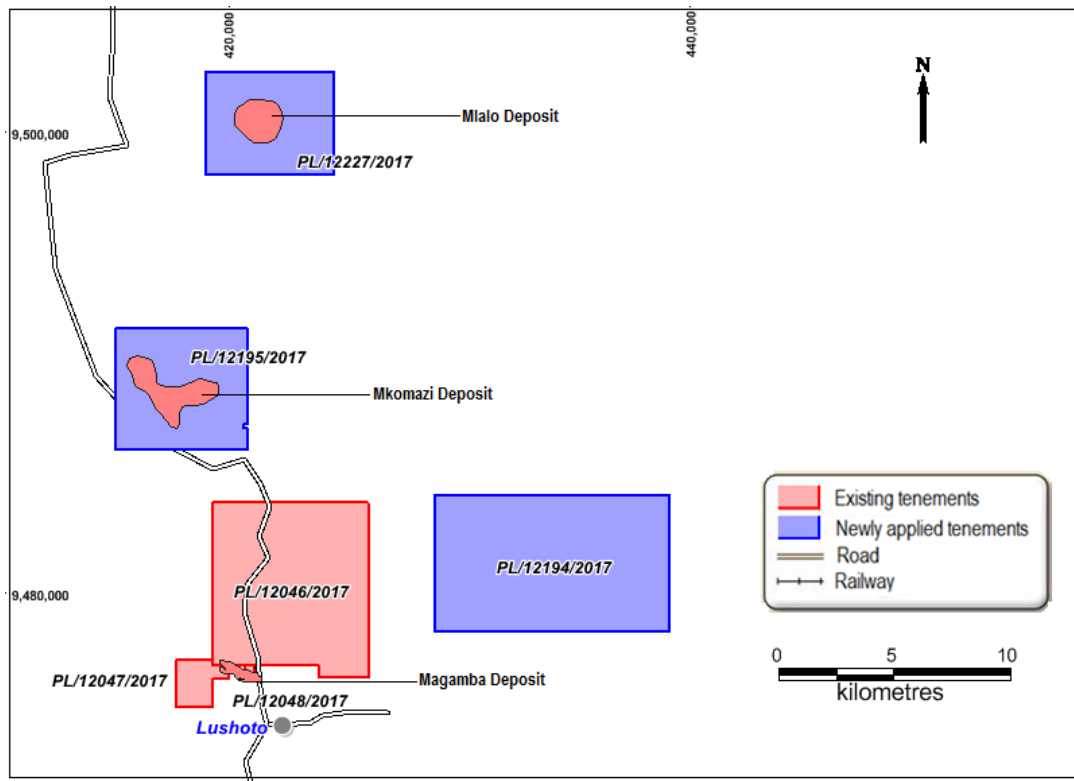 420,000
440,000
N
Mlalo Deposit
9,500,000
PL/12227/2017
PL/12195/2017
Mkomazi Deposit
Existing tenements
Newly applied tenements
Road
Railway
PL/12194/2017
PL/12046/2017
9,480,000
0 5 10
kilometres
PL/12047/2017
Magamba Deposit
PL/12048/2017
Lushoto